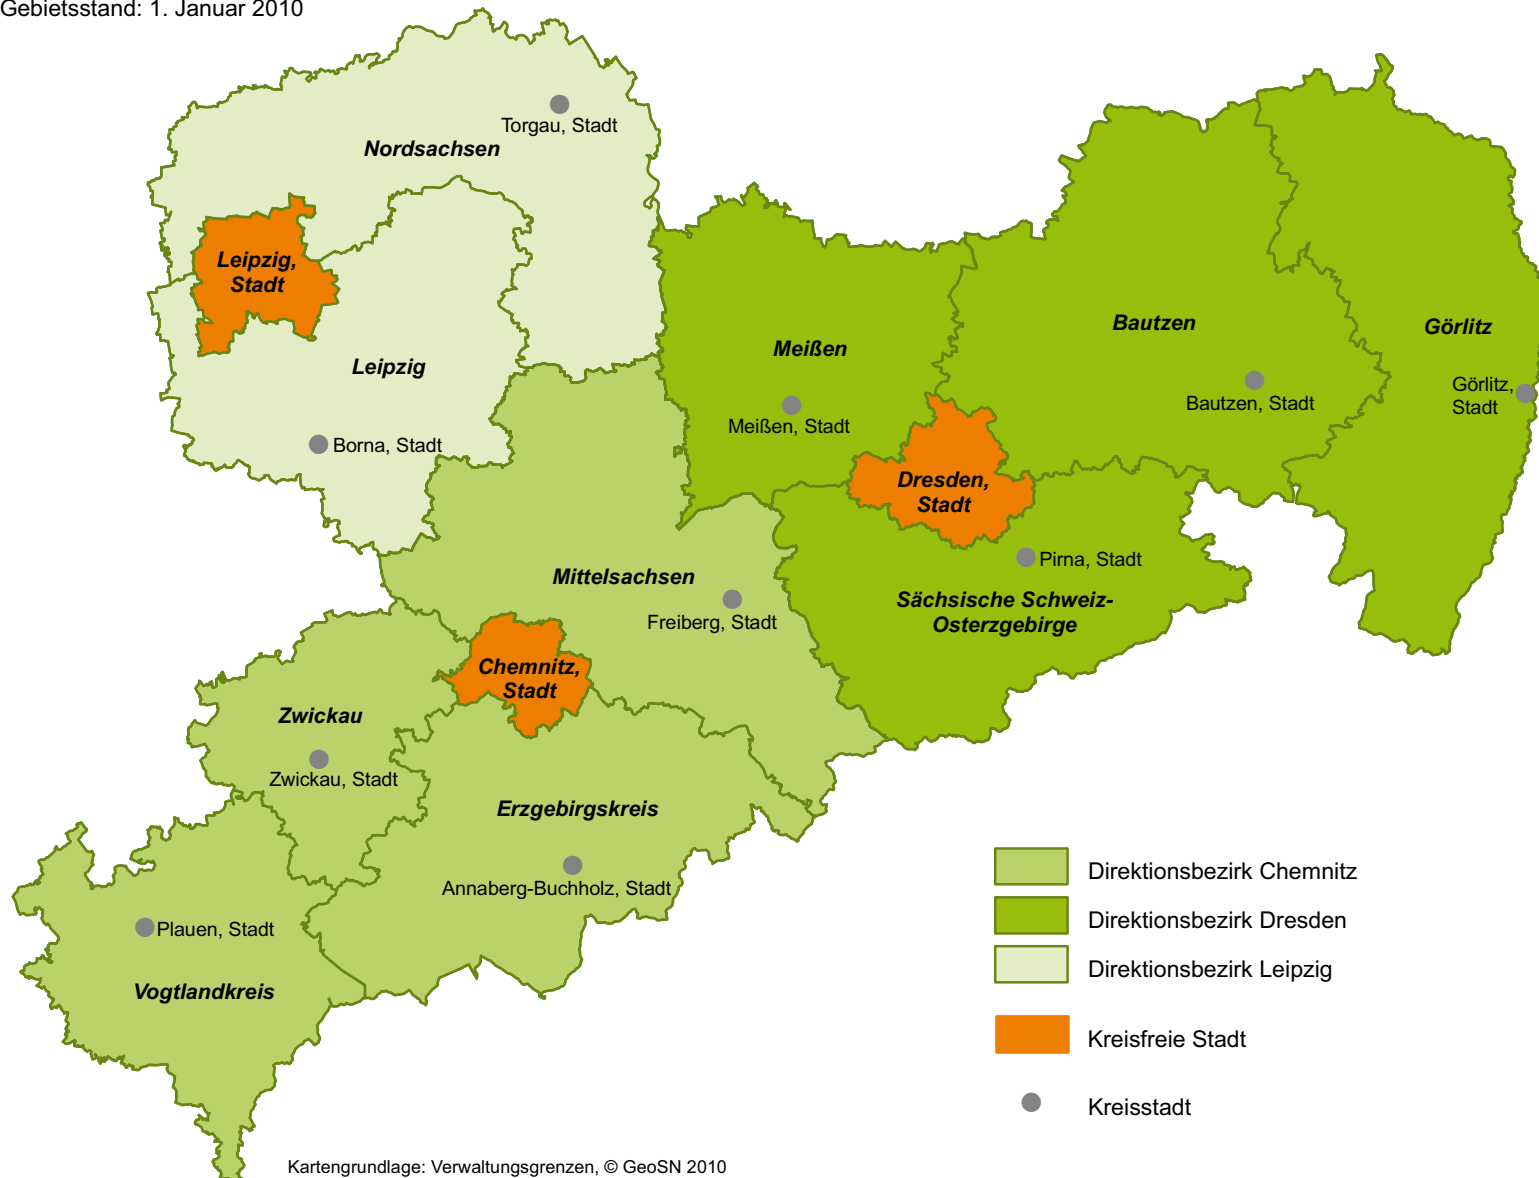 Gebietsstand: 1. Januar 2010
Torgau, Stadt
Nordsachsen
Leipzig,
Stadt
Leipzig
Borna, Stadt
Meißen
Meißen, Stadt
Bautzen
Bautzen, Stadt
Görlitz
Görlitz,
Stadt
Dresden,
Stadt
Pirna, Stadt
Sächsische Schweiz-
Osterzgebirge
Mittelsachsen
Freiberg, Stadt
Chemnitz,
Stadt
Zwickau
Zwickau, Stadt
Erzgebirgskreis
Annaberg-Buchholz, Stadt
Plauen, Stadt
Vogtlandkreis
Direktionsbezirk Chemnitz
Direktionsbezirk Dresden
Direktionsbezirk Leipzig
Kreisfreie Stadt
Kreisstadt
Kartengrundlage: Verwaltungsgrenzen, © GeoSN 2010